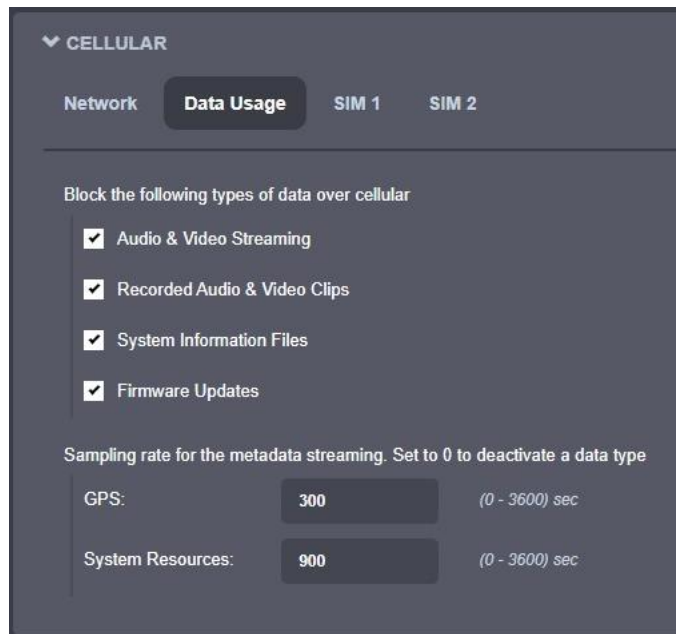 CELLULAR
Network Data Usage SIM 1 SIM 2
Block the following types of data over cellular
Audio & Video Streaming
Recorded Audio & Video Clips
System Information Files
Firmware Updates
Sampling rate for the metadata streaming. Set to 0 to deactivate a data type
GPS: 300 (0 - 3600) sec
System Resources: 900 (0 - 3600) sec